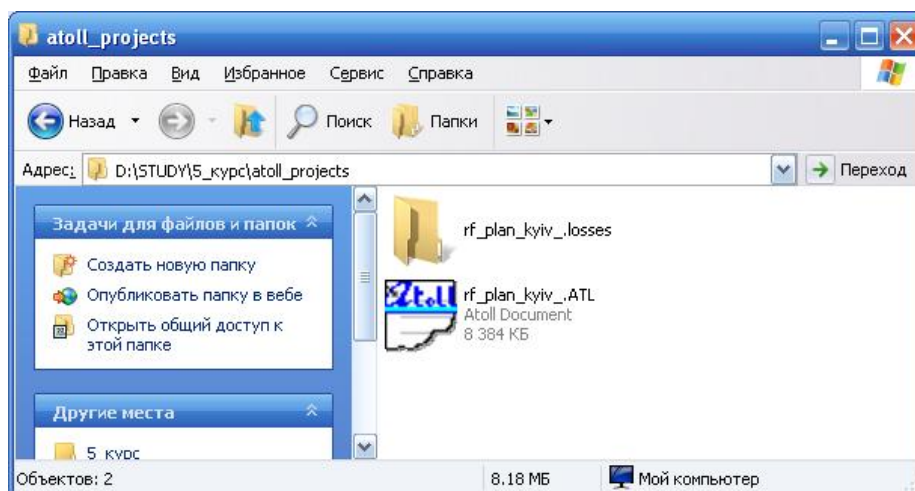 atoll_projects
Файл Правка Вид Избранное Сервис Справка
Назад Поиск Папки
Адрес: D:\STUDY\5_курс\atoll_projects Переход
Задачи для файлов и папок
Создать новую папку
Опубликовать папку в вебе
Открыть общий доступ к
этой папке
Другие места
5_курс
rf_plan_kyiv_.losses
Atoll
rf_plan_kyiv_.ATL
Atoll Document
8 384 КБ
Объектов: 2 8.18 МБ Мой компьютер